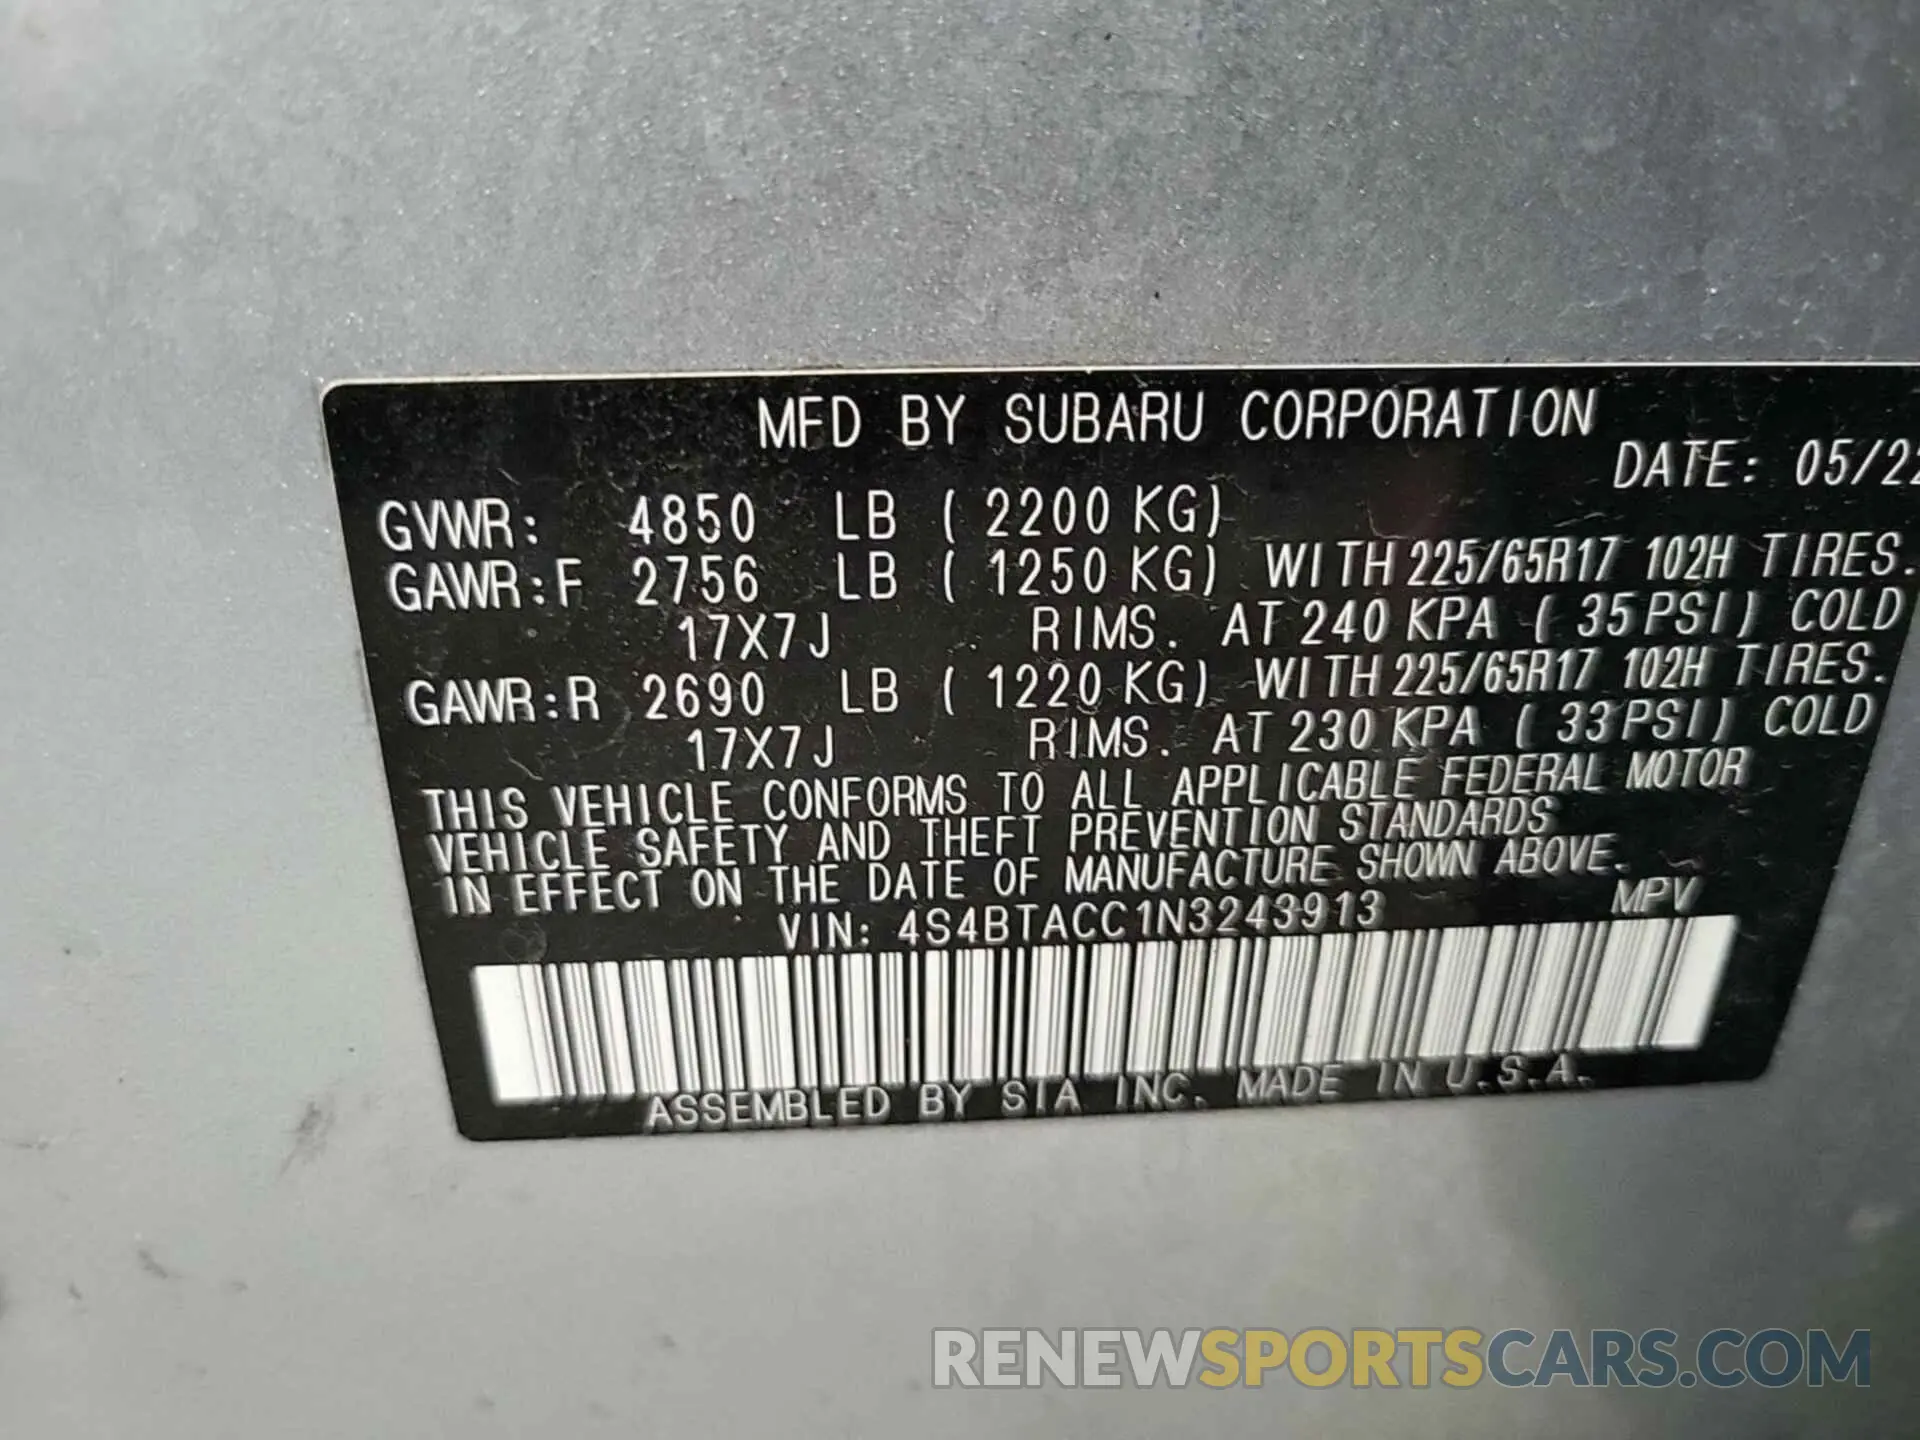 MFD BY SUBARU CORPORATION
DATE: 05/22
GVWR: 4850 LB ( 2200 KG)
GAWR:F 2756 LB ( 1250 KG) WITH 225/65R17 102H TIRES.
17X7J RIMS. AT 240 KPA ( 35 PSI) COLD
GAWR:R 2690 LB ( 1220 KG) WITH 225/65R17 102H TIRES.
17X7J RIMS. AT 230 KPA ( 33 PSI) COLD
THIS VEHICLE CONFORMS TO ALL APPLICABLE FEDERAL MOTOR
VEHICLE SAFETY AND THEFT PREVENTION STANDARDS
IN EFFECT ON THE DATE OF MANUFACTURE SHOWN ABOVE.
VIN: 4S4BTACC1N3243913 MPV
ASSEMBLED BY SIA INC. MADE IN U.S.A.
RENEWSPORTSCARS.COM